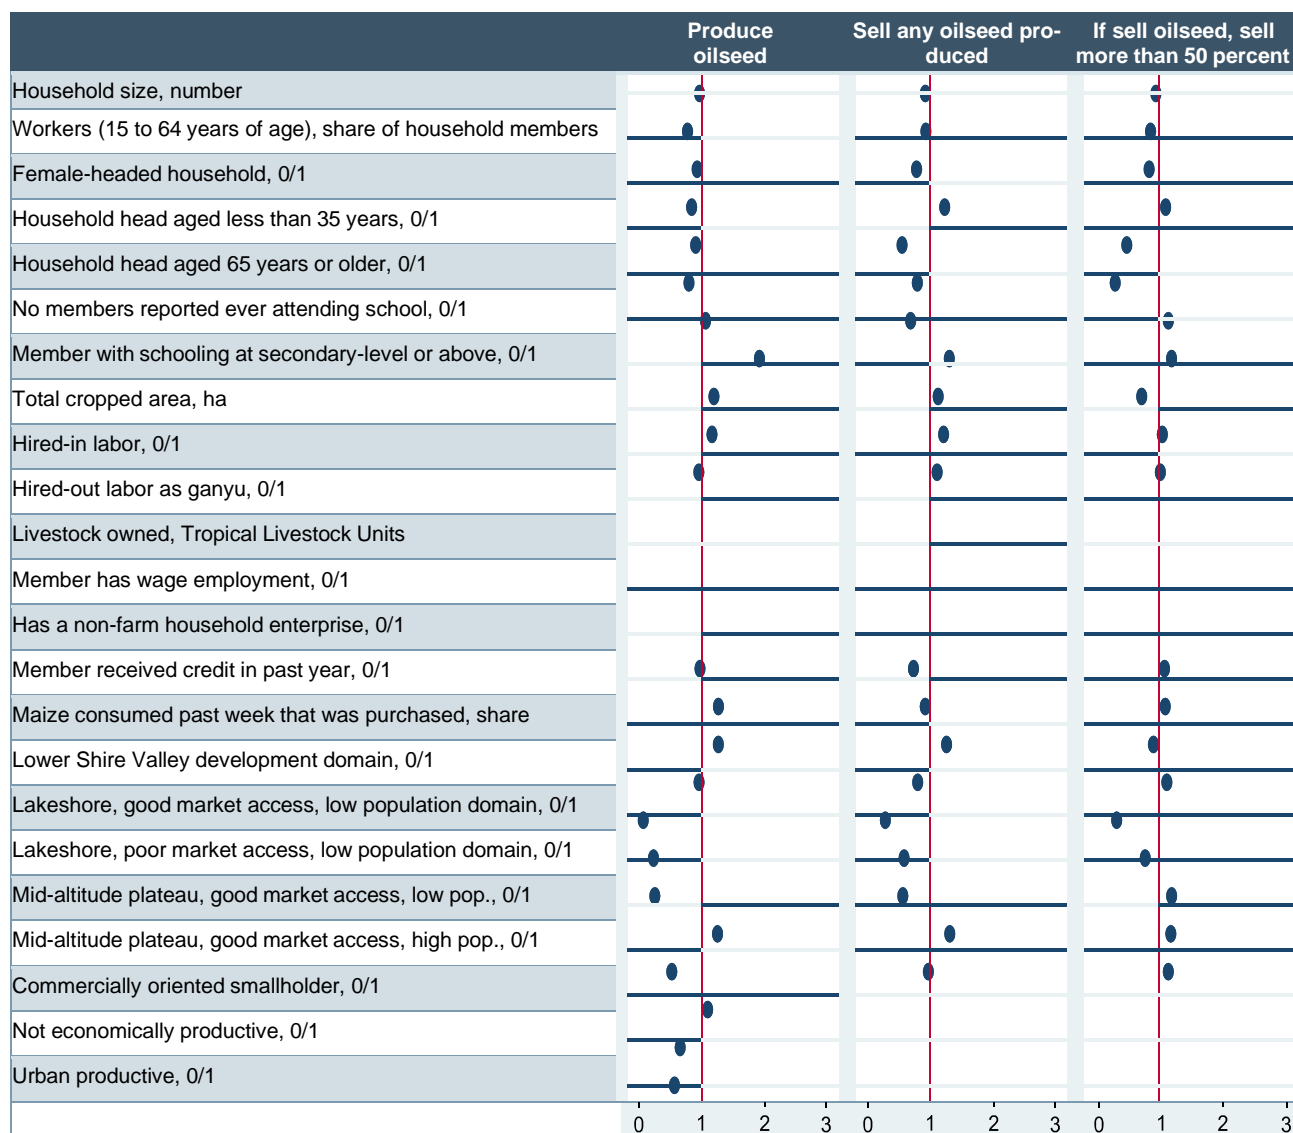 Produce
oilseed
Sell any oilseed pro-
duced
If sell oilseed, sell
more than 50 percent
Household size, number
Workers (15 to 64 years of age), share of household members
Female-headed household, 0/1
Household head aged less than 35 years, 0/1
Household head aged 65 years or older, 0/1
No members reported ever attending school, 0/1
Member with schooling at secondary-level or above, 0/1
Total cropped area, ha
Hired-in labor, 0/1
Hired-out labor as ganyu, 0/1
Livestock owned, Tropical Livestock Units
Member has wage employment, 0/1
Has a non-farm household enterprise, 0/1
Member received credit in past year, 0/1
Maize consumed past week that was purchased, share
Lower Shire Valley development domain, 0/1
Lakeshore, good market access, low population domain, 0/1
Lakeshore, poor market access, low population domain, 0/1
Mid-altitude plateau, good market access, low pop., 0/1
Mid-altitude plateau, good market access, high pop., 0/1
Commercially oriented smallholder, 0/1
Not economically productive, 0/1
Urban productive, 0/1
0 1 2 3 0 1 2 3 0 1 2 3